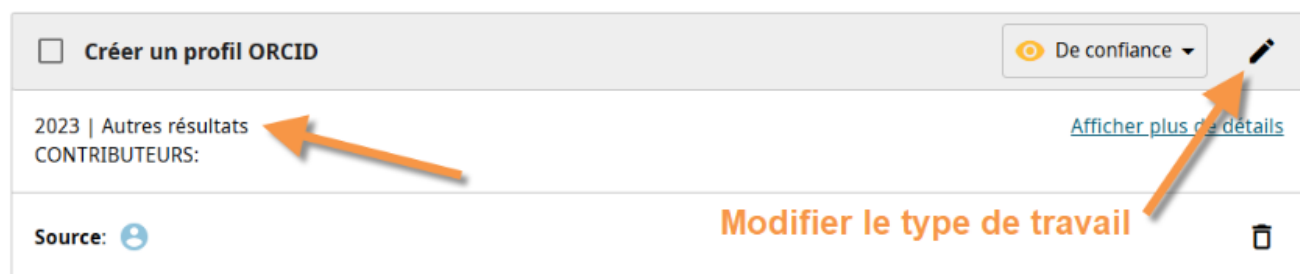 Créer un profil ORCID
De confiance
2023 | Autres résultats
Afficher plus de détails
CONTRIBUTEURS:
Modifier le type de travail
Source: